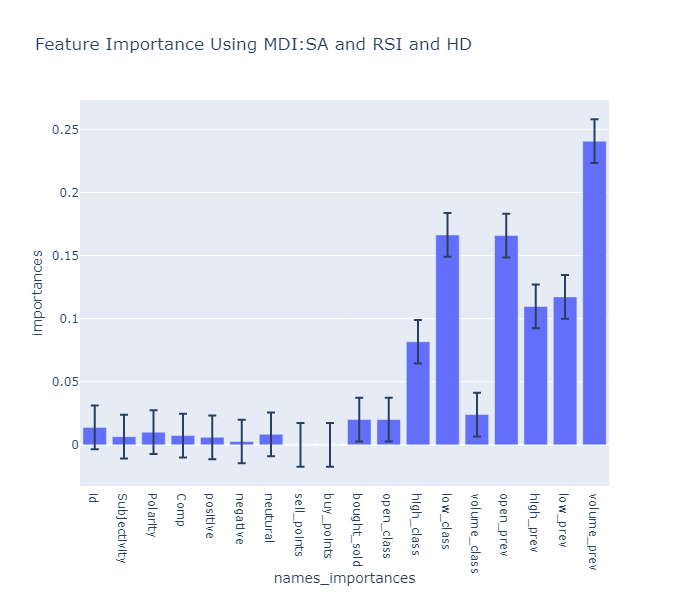 Feature Importance Using MDI:SA and RSI and HD
importances
0.25
0.2
0.15
0.1
0.05
0
Id
Subjectivity
Polarity
Comp
positive
negative
neutural
sell_points
buy_points
bought_sold
open_class
high_class
low_class
volume_class
open_prev
high_prev
low_prev
volume_prev
names_importances